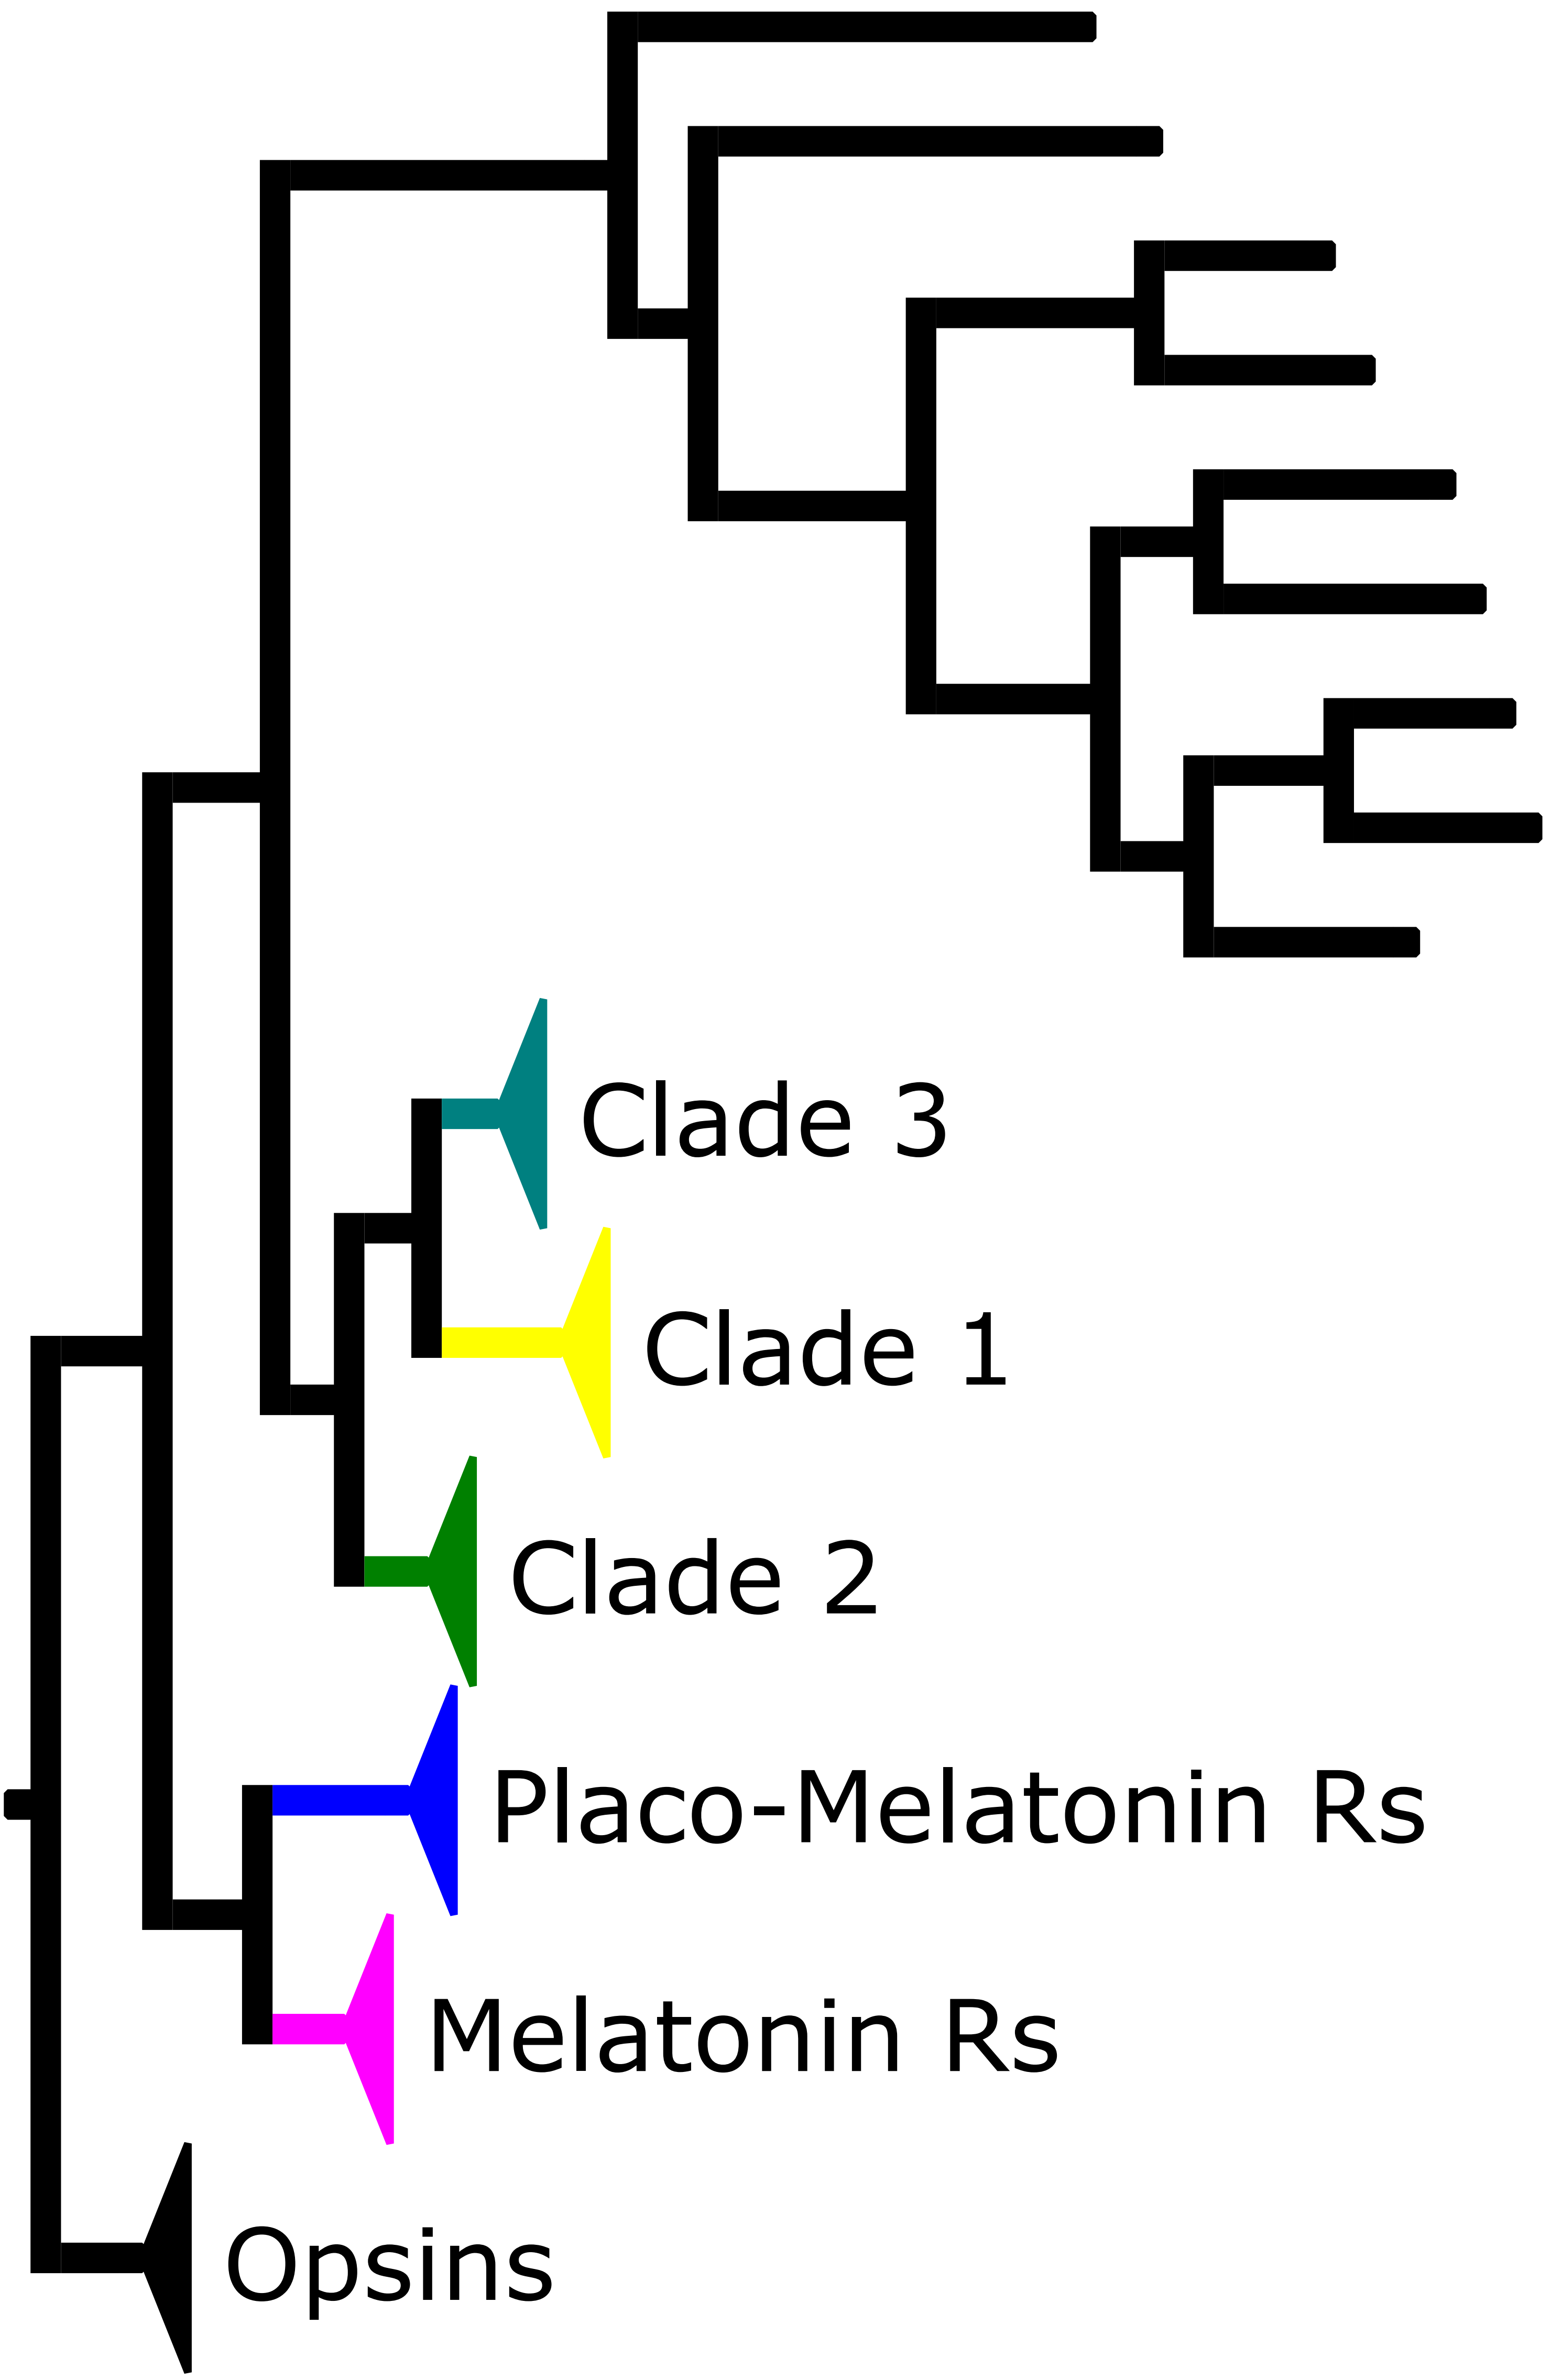 Clade 3
Clade 1
Clade 2
Placo-Melatonin Rs
Melatonin Rs
Opsins